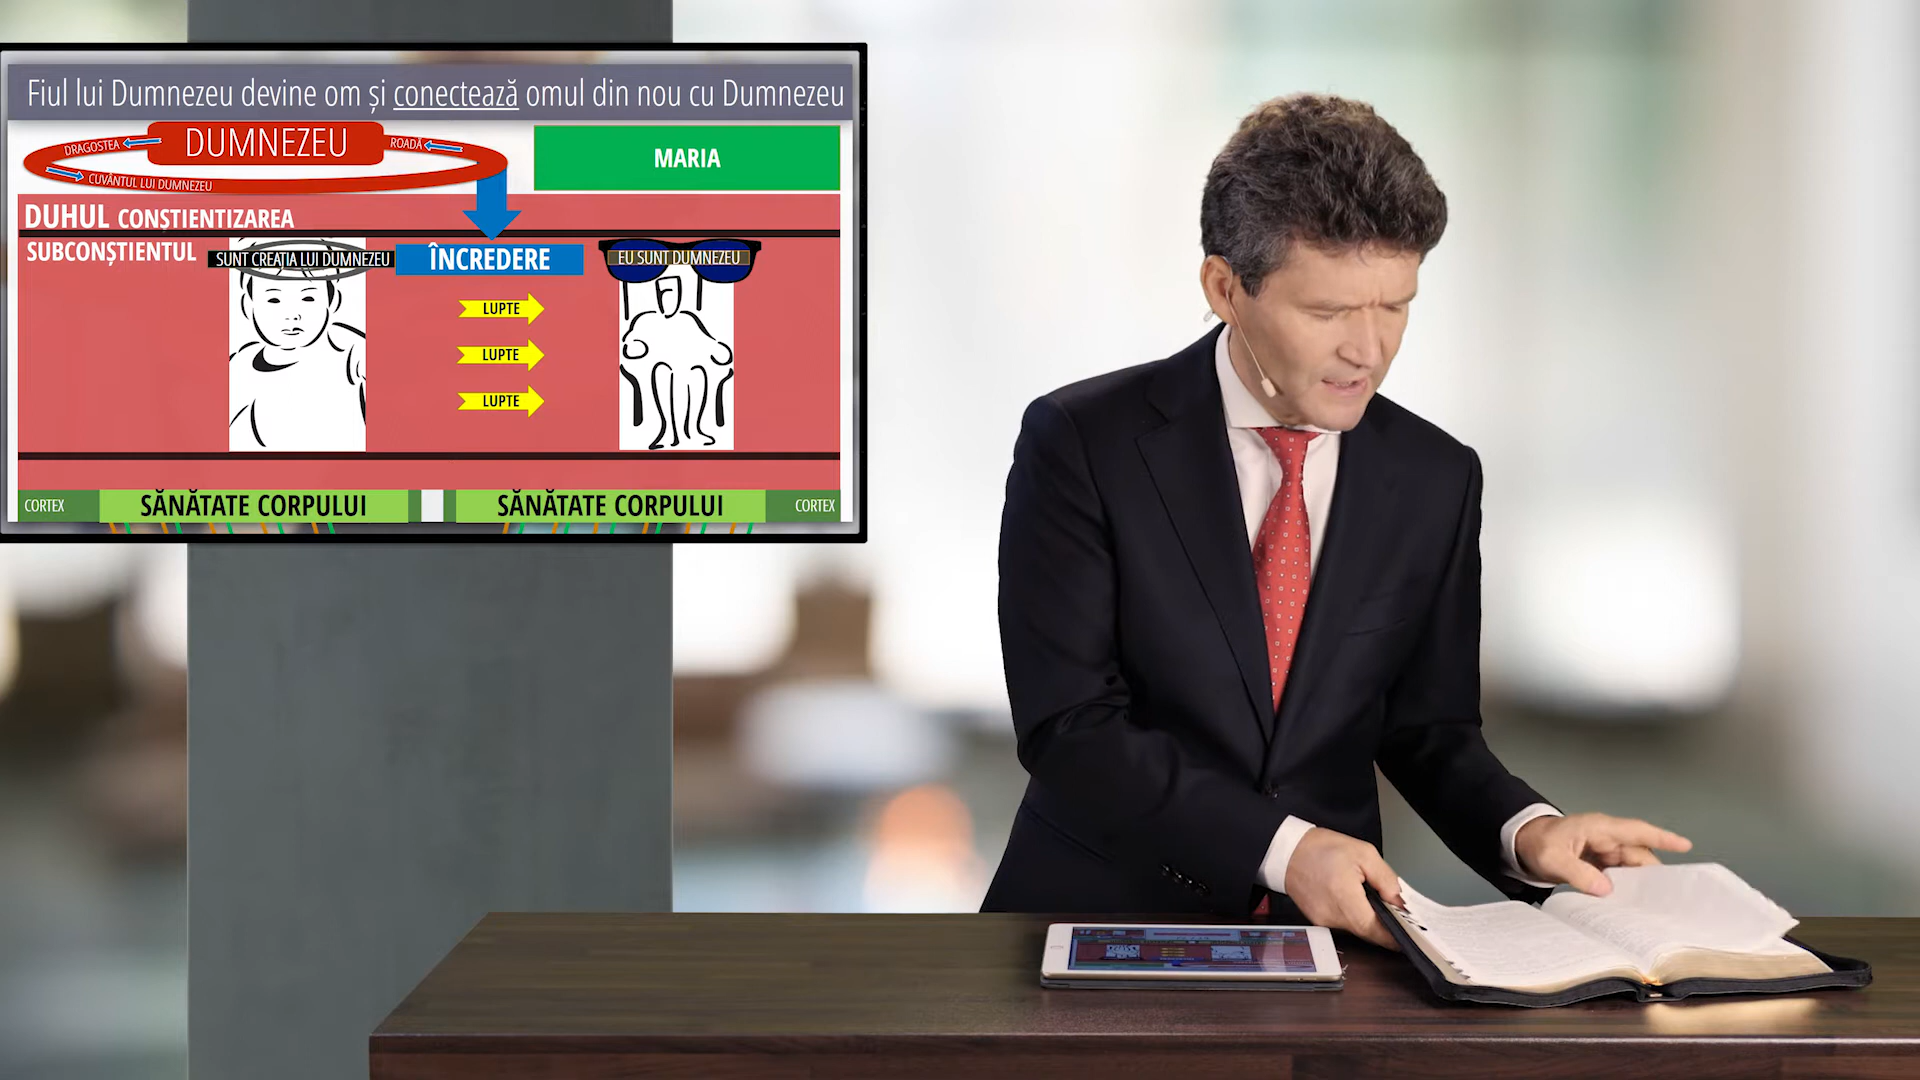 Fiul lui Dumnezeu devine om și conectează omul din nou cu Dumnezeu
DRAGOSTEA
DUMNEZEU
ROADĂ
CUVÂNTUL LUI DUMNEZEU
MARIA
DUHUL CONȘTIENTIZAREA
SUBCONȘTIENTUL
SUNT CREAȚIA LUI DUMNEZEU
ÎNCREDERE
EU SUNT DUMNEZEU
LUPTE
LUPTE
LUPTE
CORTEX
SĂNĂTATE CORPULUI
SĂNĂTATE CORPULUI
CORTEX